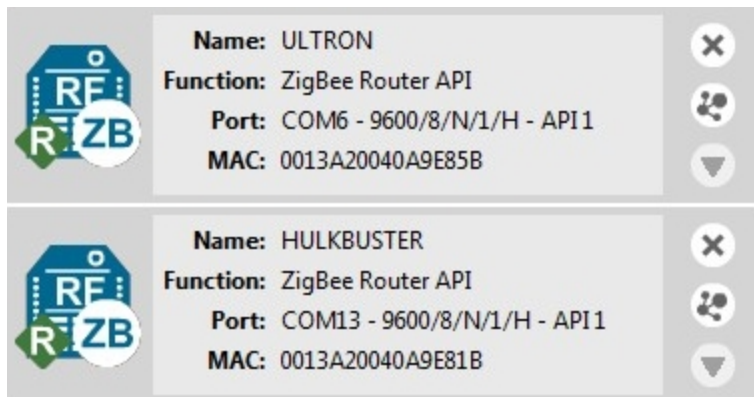 RF
R ZB
Name: ULTRON
Function: ZigBee Router API
Port: COM6 - 9600/8/N/1/H - API 1
MAC: 0013A20040A9E85B
RF
R ZB
Name: HULKBUSTER
Function: ZigBee Router API
Port: COM13 - 9600/8/N/1/H - API 1
MAC: 0013A20040A9E81B